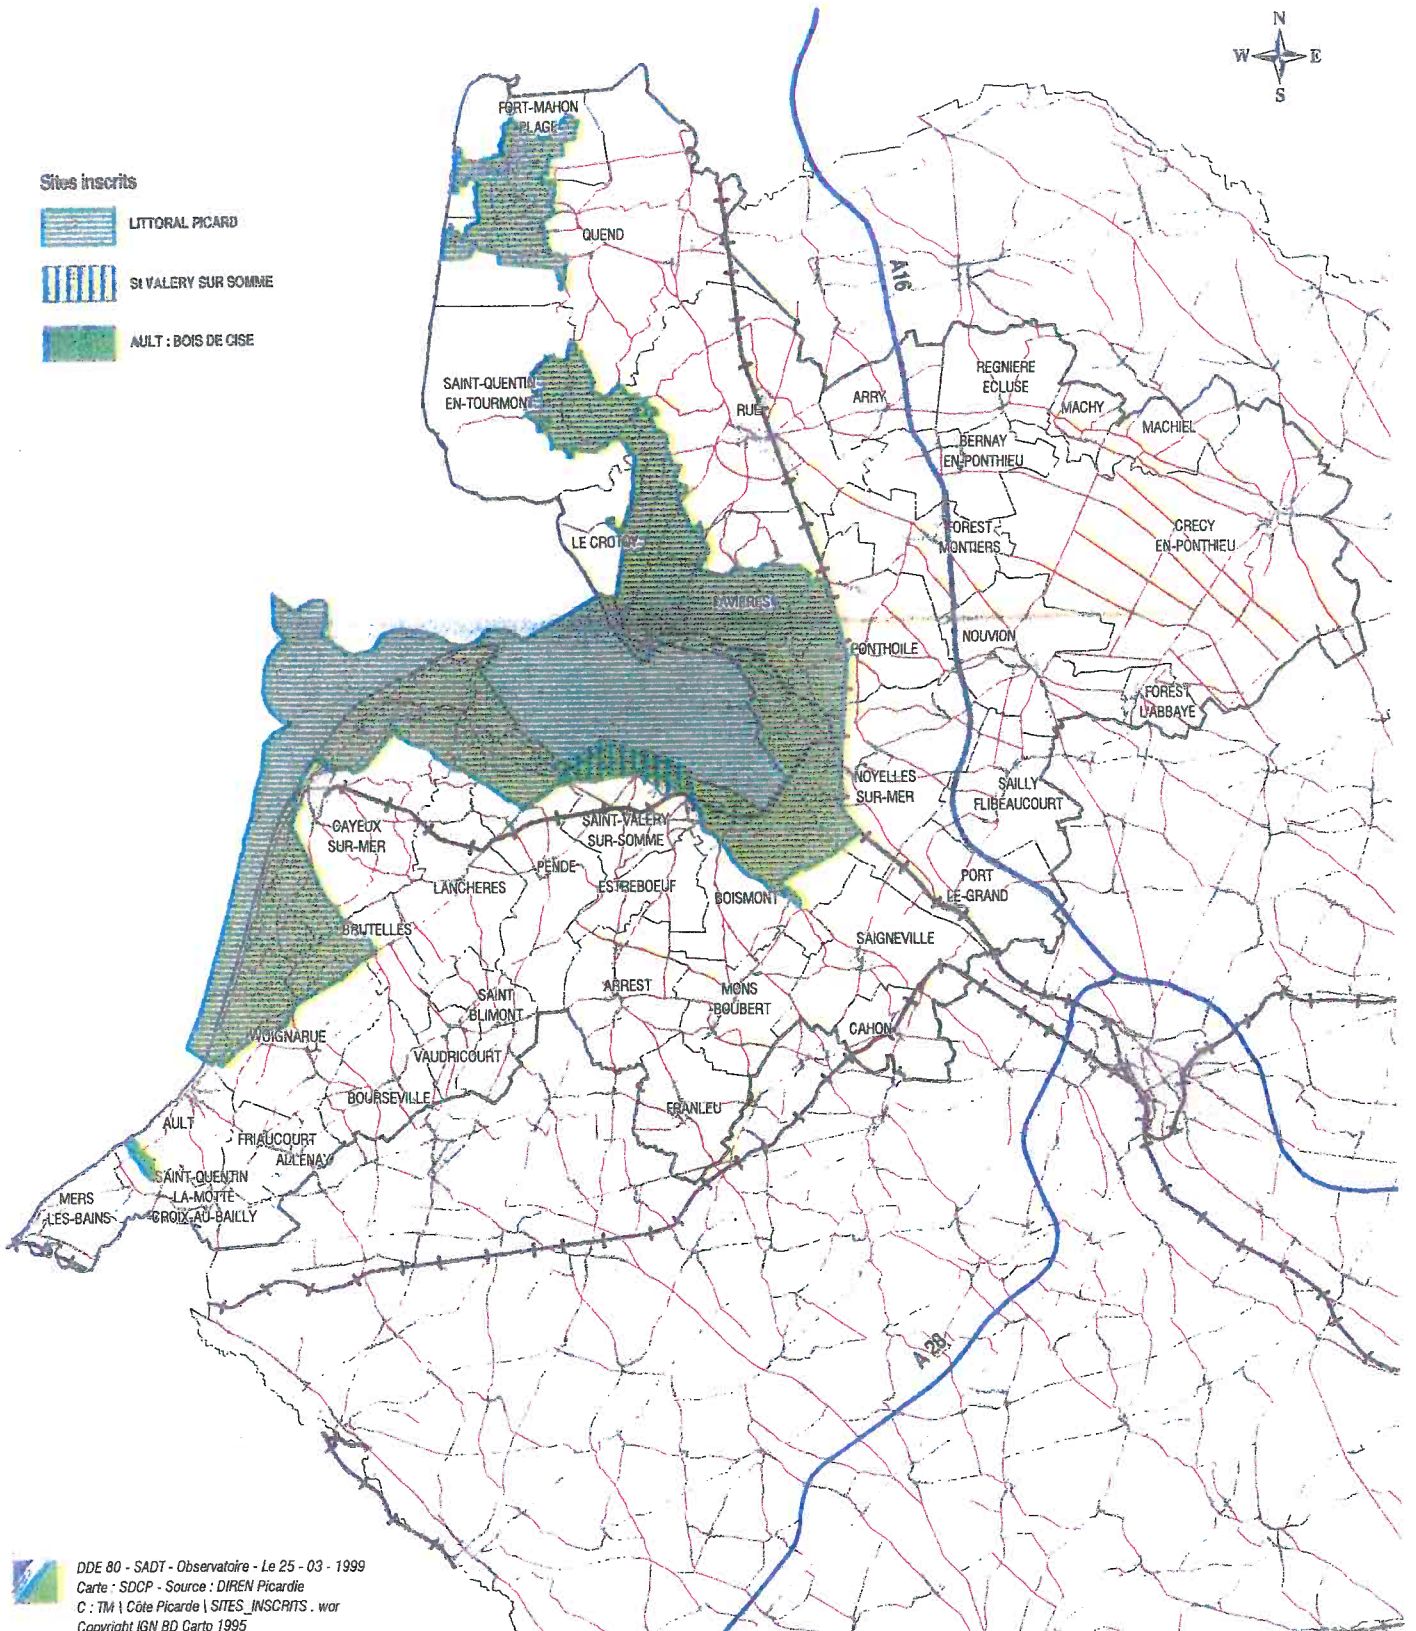 N
W E
S
Sites inscrits
LITTORAL PICARD
St VALERY SUR SOMME
AULT : BOIS DE CISE
FORT-MAHON
PLAGE
QUEND
A16
SAINT-QUENTIN
EN-TOURMONT
RUE
ARRY
REGNIERE
ECLUSE
MACHY
MACHIEL
BERNAY
EN-PONTHIEU
LE CROTOY
FOREST
MONTIERS
CRECY
EN-PONTHIEU
FAVIERES
PONTHOILE
NOUVION
FOREST
L'ABBAYE
NOYELLES
SUR-MER
SAILLY
FLIBEAUCOURT
CAYEUX
SUR-MER
SAINT-VALERY
SUR-SOMME
PENDE
LANCHERES
ESTREBOEUF
BOISMONT
PORT
LE-GRAND
BRUTELLES
SAIGNEVILLE
SAINT
BLIMONT
ARREST
MONS
BOUBERT
WOIGNARUE
CAHON
VAUDRICOURT
BOURSEVILLE
FRANLEU
AULT
FRIAUCOURT
ALLENAY
SAINT-QUENTIN
LA-MOTTE
CROIX-AU-BAILLY
MERS
LES-BAINS
A 28
DDE 80 - SADT - Observatoire - Le 25 - 03 - 1999
Carte : SDCP - Source : DIREN Picardie
C : TM \ Côte Picarde \ SITES_INSCRITS . wor
Copyright IGN BD Carto 1995